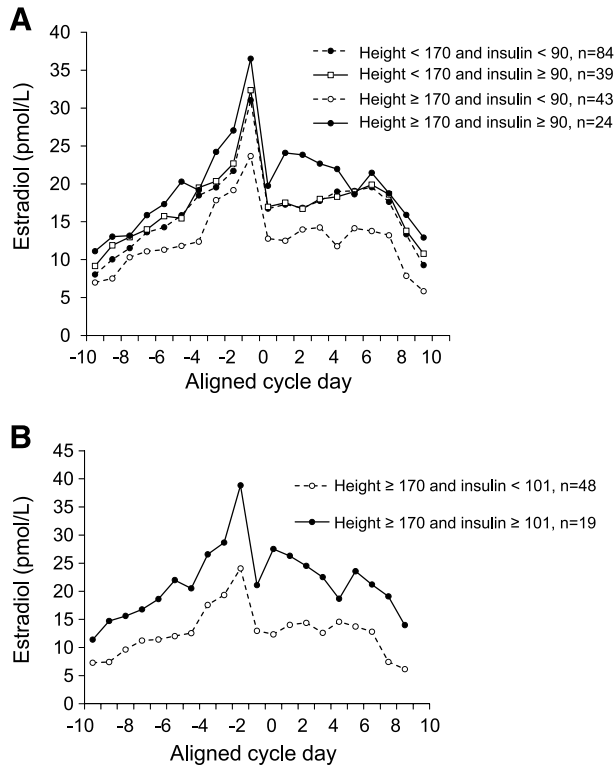 A
Estradiol (pmol/L)
40
35
30
25
20
15
10
5
0
Height < 170 and insulin < 90, n=84
Height < 170 and insulin ≥ 90, n=39
Height ≥ 170 and insulin < 90, n=43
Height ≥ 170 and insulin ≥ 90, n=24
-10 -8 -6 -4 -2 0 2 4 6 8 10
Aligned cycle day
B
Estradiol (pmol/L)
45
40
35
30
25
20
15
10
5
0
Height ≥ 170 and insulin < 101, n=48
Height ≥ 170 and insulin ≥ 101, n=19
-10 -8 -6 -4 -2 0 2 4 6 8 10
Aligned cycle day